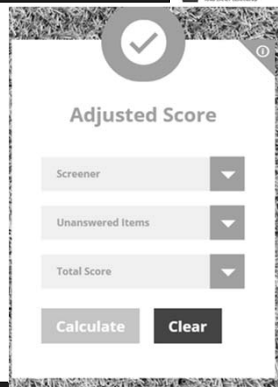 Adjusted Score
Screener
Unanswered Items
Total Score
Calculate Clear